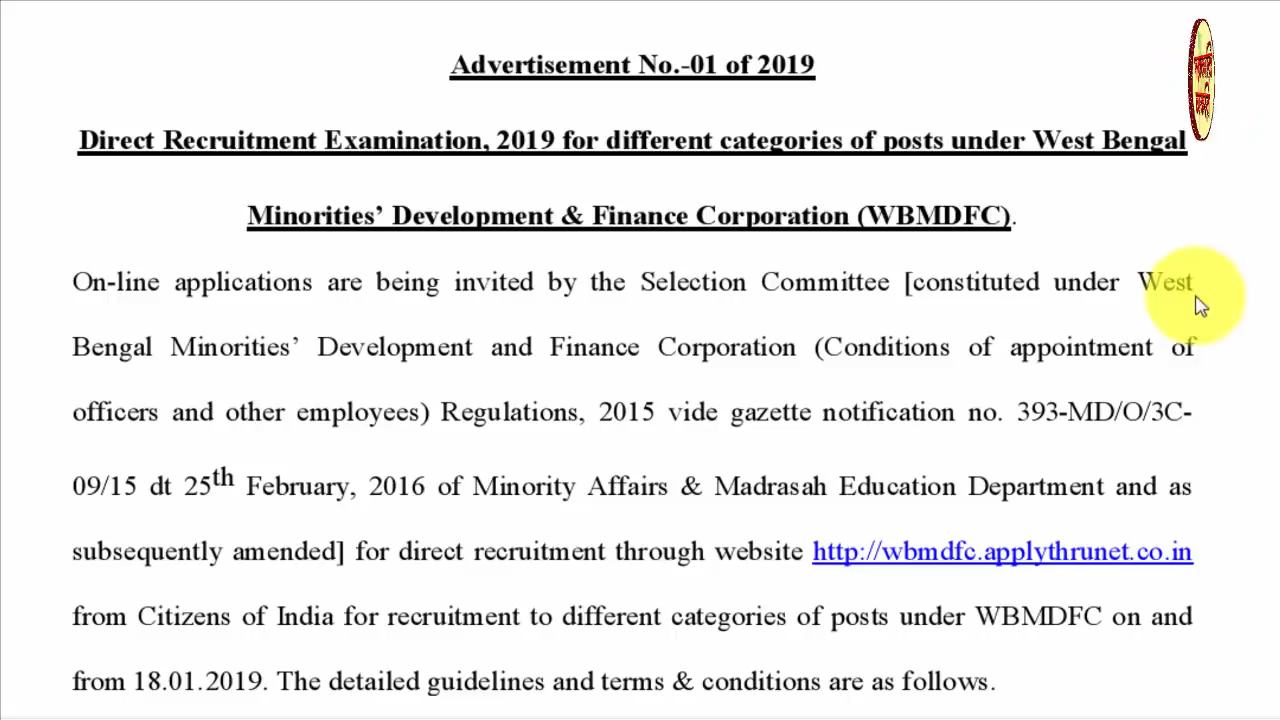 Advertisement No.-01 of 2019
Direct Recruitment Examination, 2019 for different categories of posts under West Bengal
Minorities’ Development & Finance Corporation (WBMDFC).
On-line applications are being invited by the Selection Committee [constituted under West
Bengal Minorities’ Development and Finance Corporation (Conditions of appointment of
officers and other employees) Regulations, 2015 vide gazette notification no. 393-MD/O/3C-
09/15 dt 25th February, 2016 of Minority Affairs & Madrasah Education Department and as
subsequently amended] for direct recruitment through website http://wbmdfc.applythrunet.co.in
from Citizens of India for recruitment to different categories of posts under WBMDFC on and
from 18.01.2019. The detailed guidelines and terms & conditions are as follows.